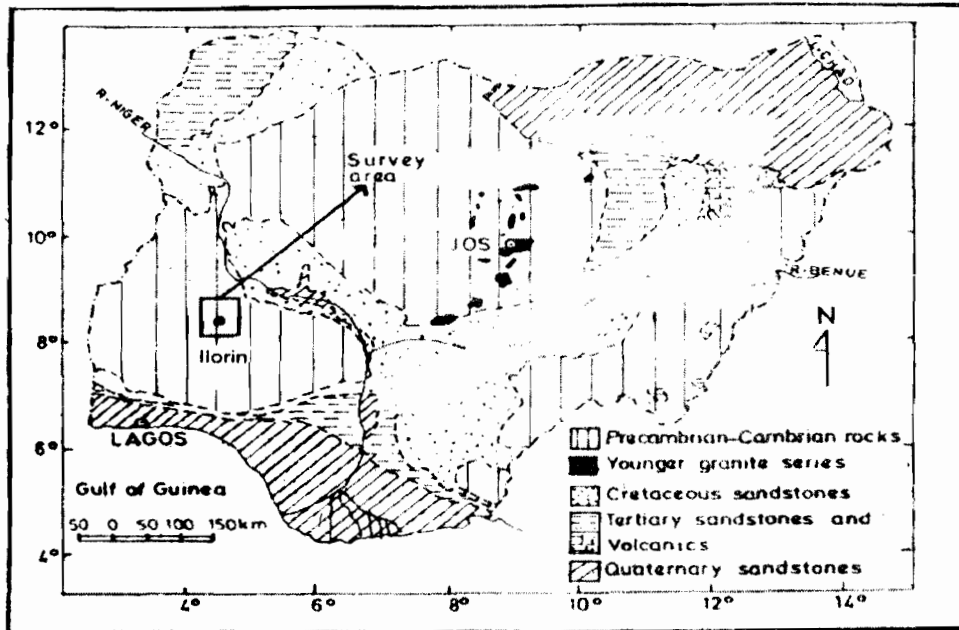 R-NIGER
L. CHAD
12°
Survey
area
10°
JOS
R-BENUE
N
8°
Ilorin
6°
LAGOS
Gulf of Guinea
50 0 50 100 150km
4°
Precambrian-Cambrian rocks
Younger granite series
Cretaceous sandstones
Tertiary sandstones and
Volcanics
Quaternary sandstones
4° 6° 8° 10° 12° 14°